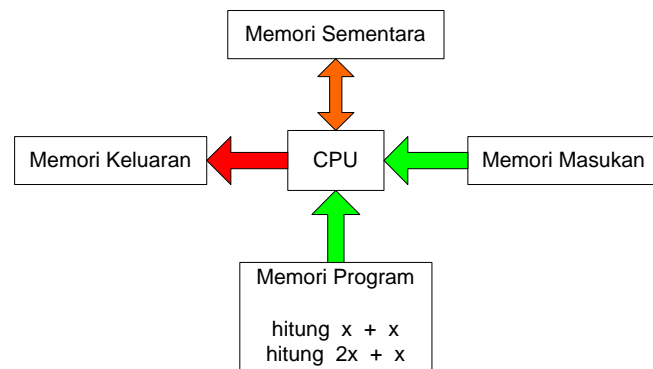 Memori Sementara
Memori Keluaran
CPU
Memori Masukan
Memori Program
hitung x + x
hitung 2x + x